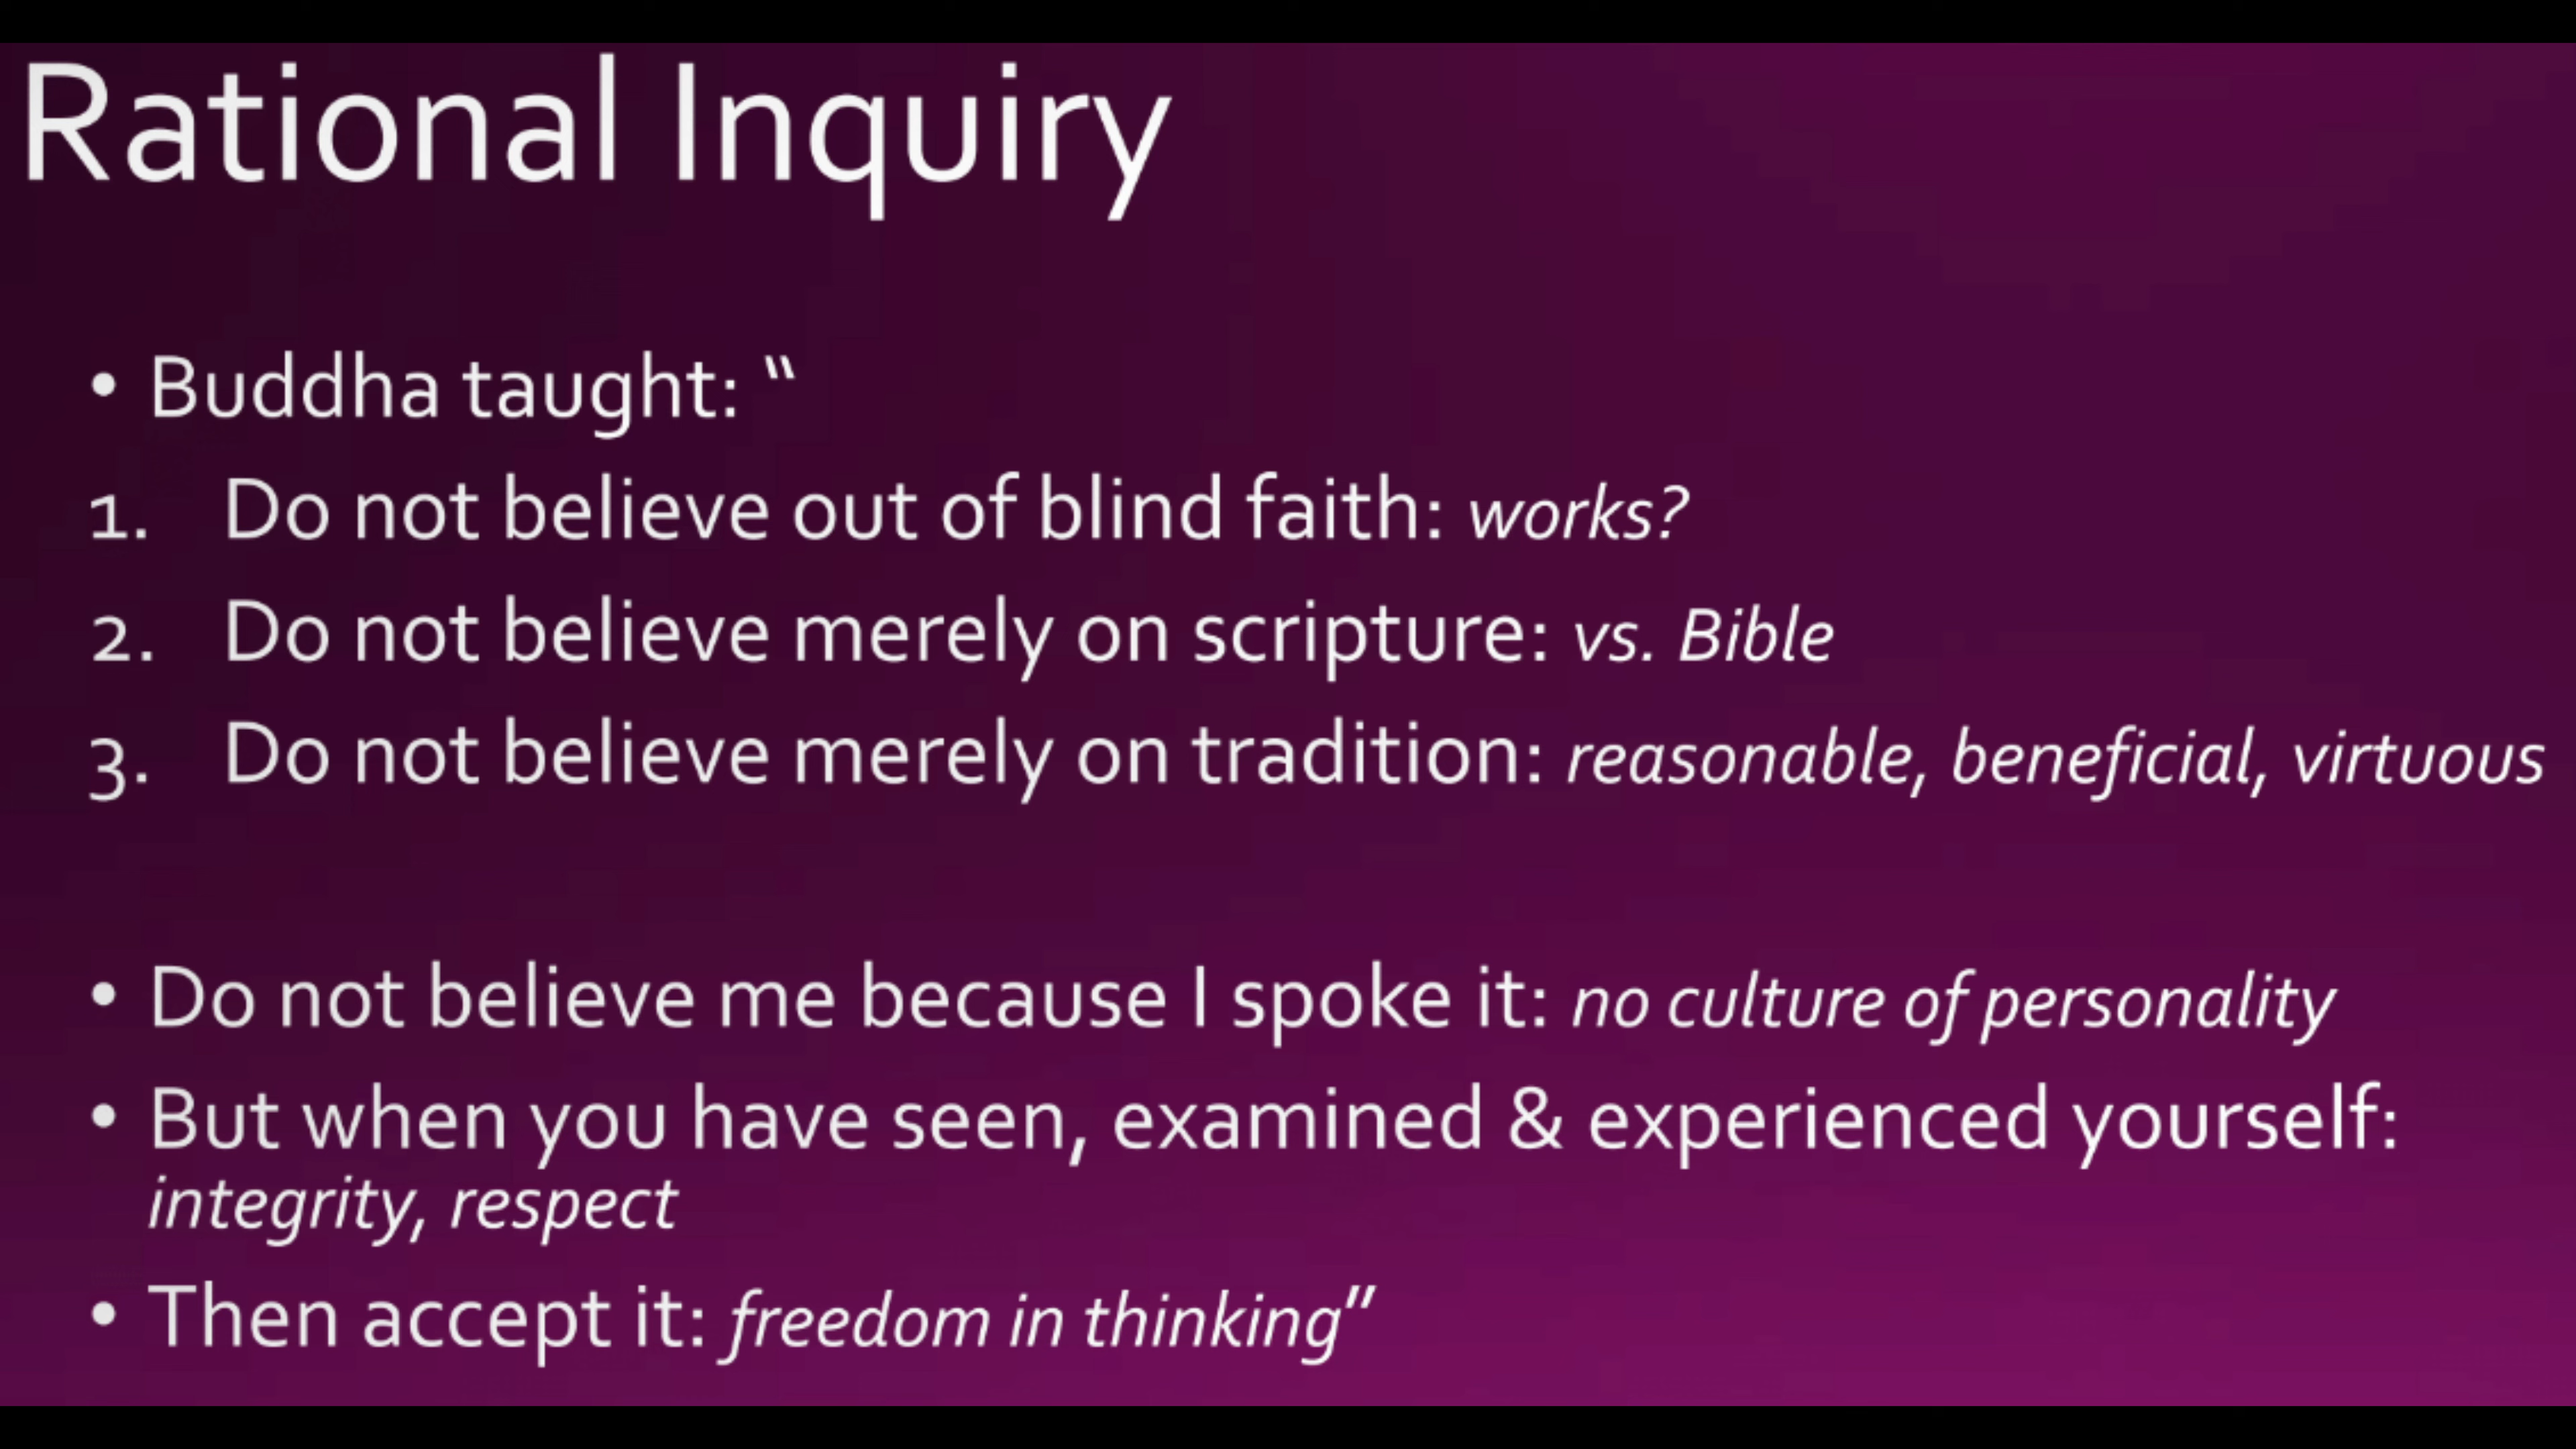 Rational Inquiry
• Buddha taught: “
1. Do not believe out of blind faith: works?
2. Do not believe merely on scripture: vs. Bible
3. Do not believe merely on tradition: reasonable, beneficial, virtuous
• Do not believe me because I spoke it: no culture of personality
• But when you have seen, examined & experienced yourself:
integrity, respect
• Then accept it: freedom in thinking”